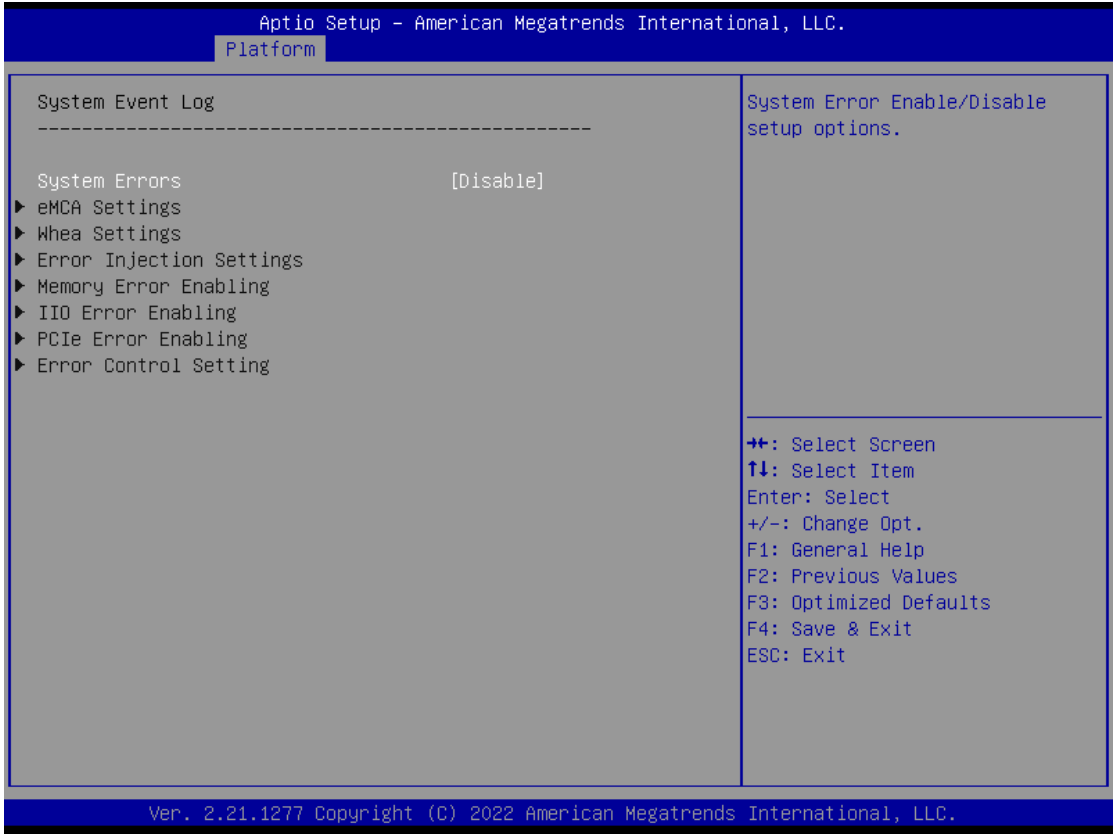 Aptio Setup – American Megatrends International, LLC.
Platform
System Event Log
--------------------------------------------------
System Errors [Disable]
▶ eMCA Settings
▶ Whea Settings
▶ Error Injection Settings
▶ Memory Error Enabling
▶ IIO Error Enabling
▶ PCIe Error Enabling
▶ Error Control Setting
System Error Enable/Disable
setup options.
→←: Select Screen
↑↓: Select Item
Enter: Select
+/-: Change Opt.
F1: General Help
F2: Previous Values
F3: Optimized Defaults
F4: Save & Exit
ESC: Exit
Ver. 2.21.1277 Copyright (C) 2022 American Megatrends International, LLC.